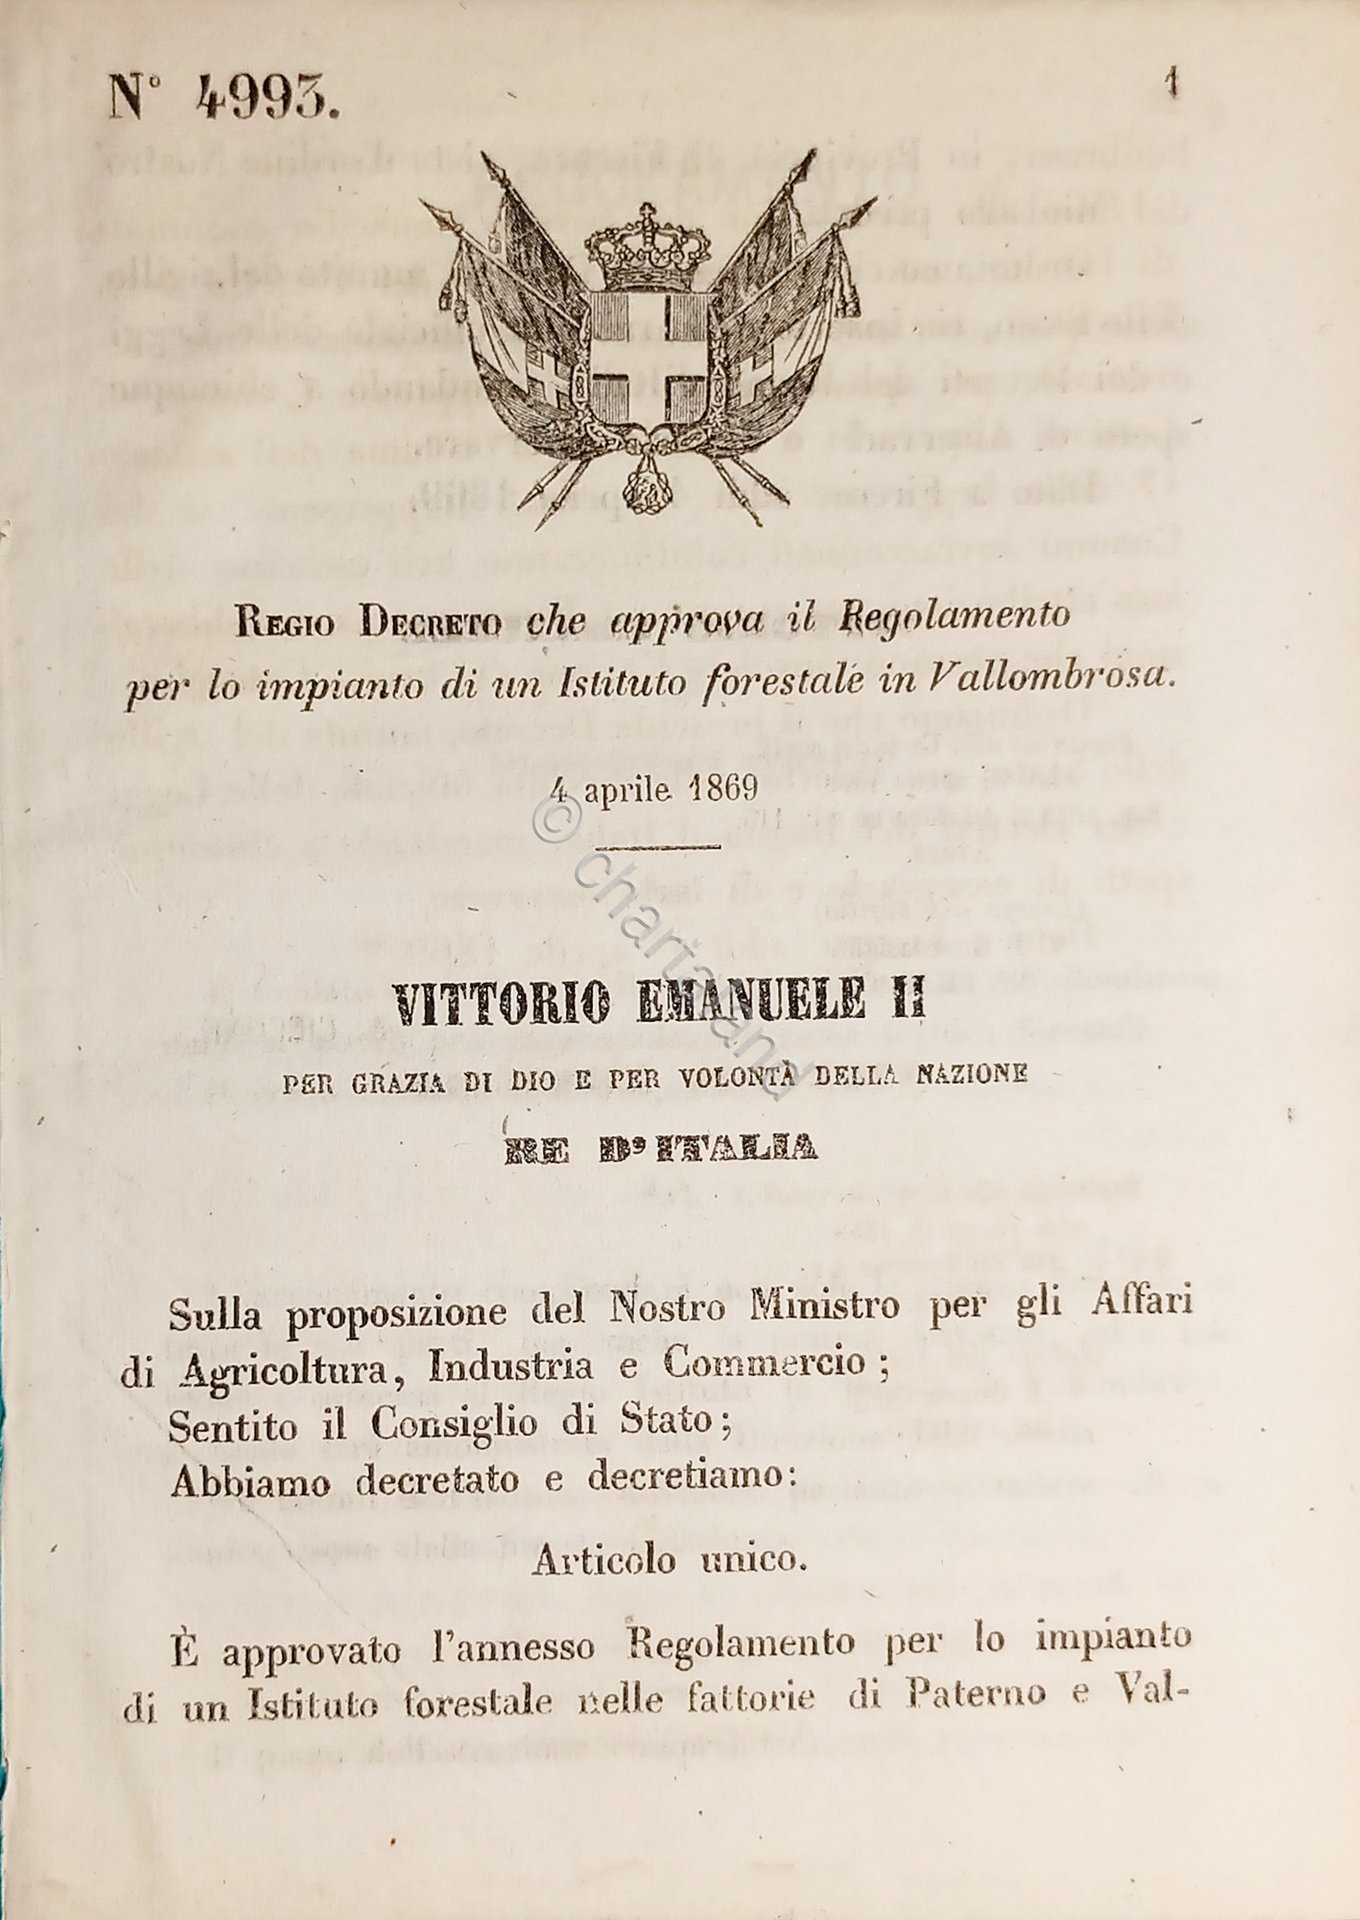 N° 4993.
1
REGIO DECRETO che approva il Regolamento
per lo impianto di un Istituto forestale in Vallombrosa.
4 aprile 1869
© chartaland
VITTORIO EMANUELE II
PER GRAZIA DI DIO E PER VOLONTÀ DELLA NAZIONE
RE D'ITALIA
Sulla proposizione del Nostro Ministro per gli Affari
di Agricoltura, Industria e Commercio;
Sentito il Consiglio di Stato;
Abbiamo decretato e decretiamo:
Articolo unico.
È approvato l'annesso Regolamento per lo impianto
di un Istituto forestale nelle fattorie di Paterno e Val-